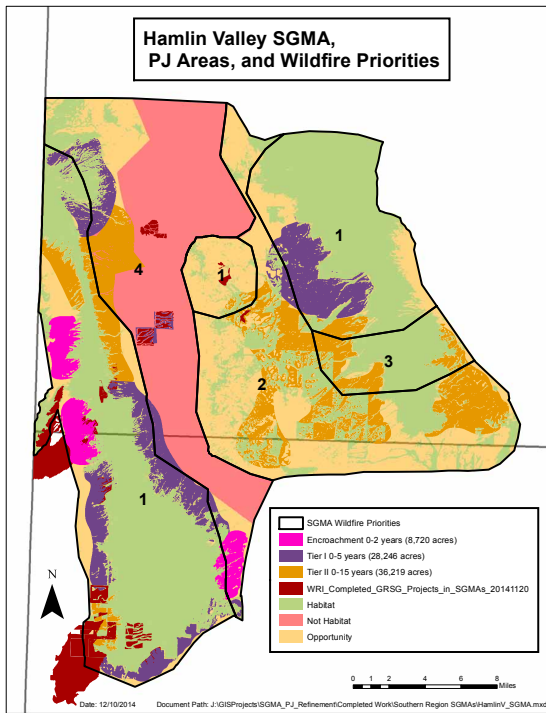 Hamlin Valley SGMA,
PJ Areas, and Wildfire Priorities
1
4
1
3
2
1
SGMA Wildfire Priorities
Encroachment 0-2 years (8,720 acres)
Tier I 0-5 years (28,246 acres)
Tier II 0-15 years (36,219 acres)
WRI_Completed_GRSG_Projects_in_SGMAs_20141120
Habitat
Not Habitat
Opportunity
N
0 2 4 6 8
Miles
Date: 12/10/2014 Document Path: J:\GISProjects\SGMA_PJ_Refinement\Completed Work\Southern Region SGMAs\HamlinV_SGMA.mxd